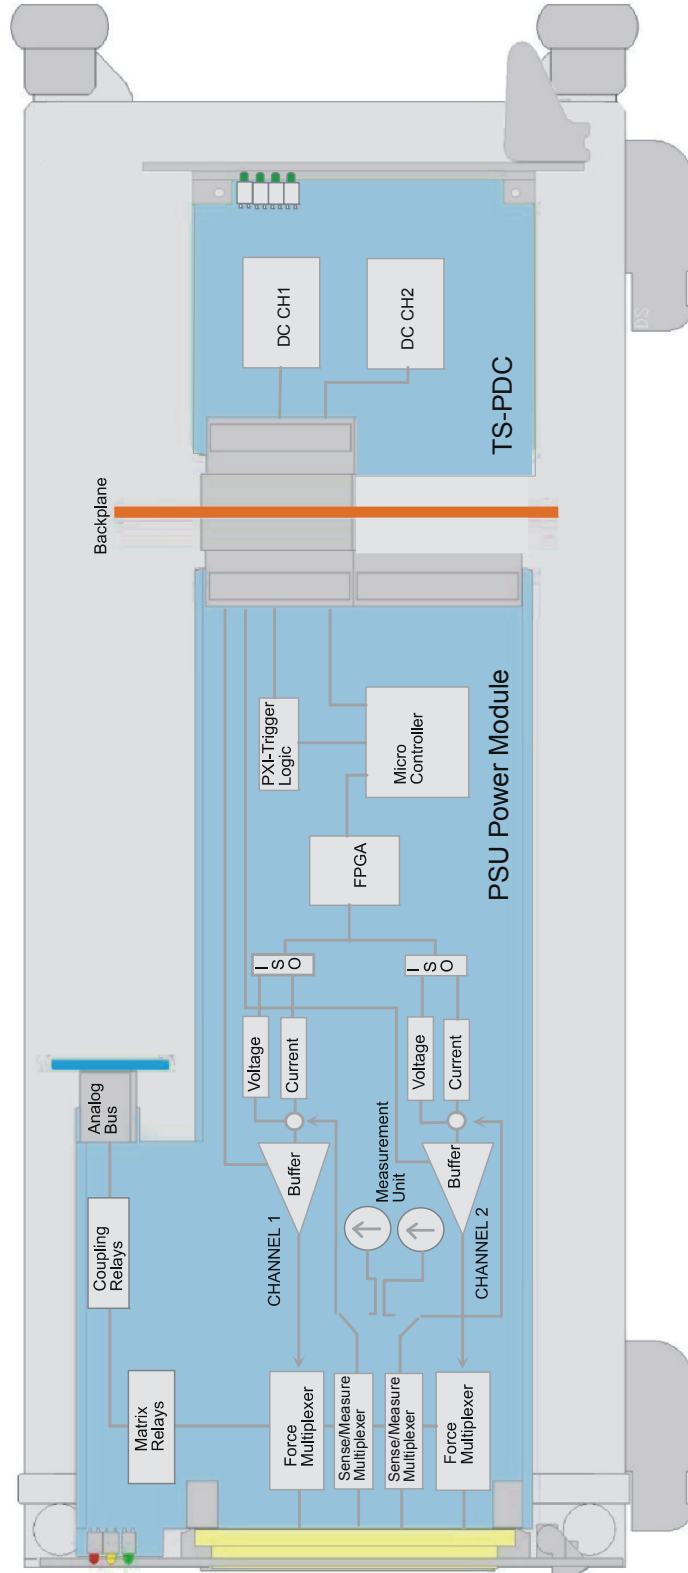 DS
DC CH1
DC CH2
TS-PDC
Backplane
PXI-Trigger
Logic
Micro
Controller
PSU Power Module
FPGA
I
S
O
I
S
O
Voltage
Current
Voltage
Current
Analog
Bus
Buffer
Buffer
Measurement
Unit
CHANNEL 1
CHANNEL 2
Coupling
Relays
Matrix
Relays
Force
Multiplexer
Sense/Measure
Multiplexer
Sense/Measure
Multiplexer
Force
Multiplexer